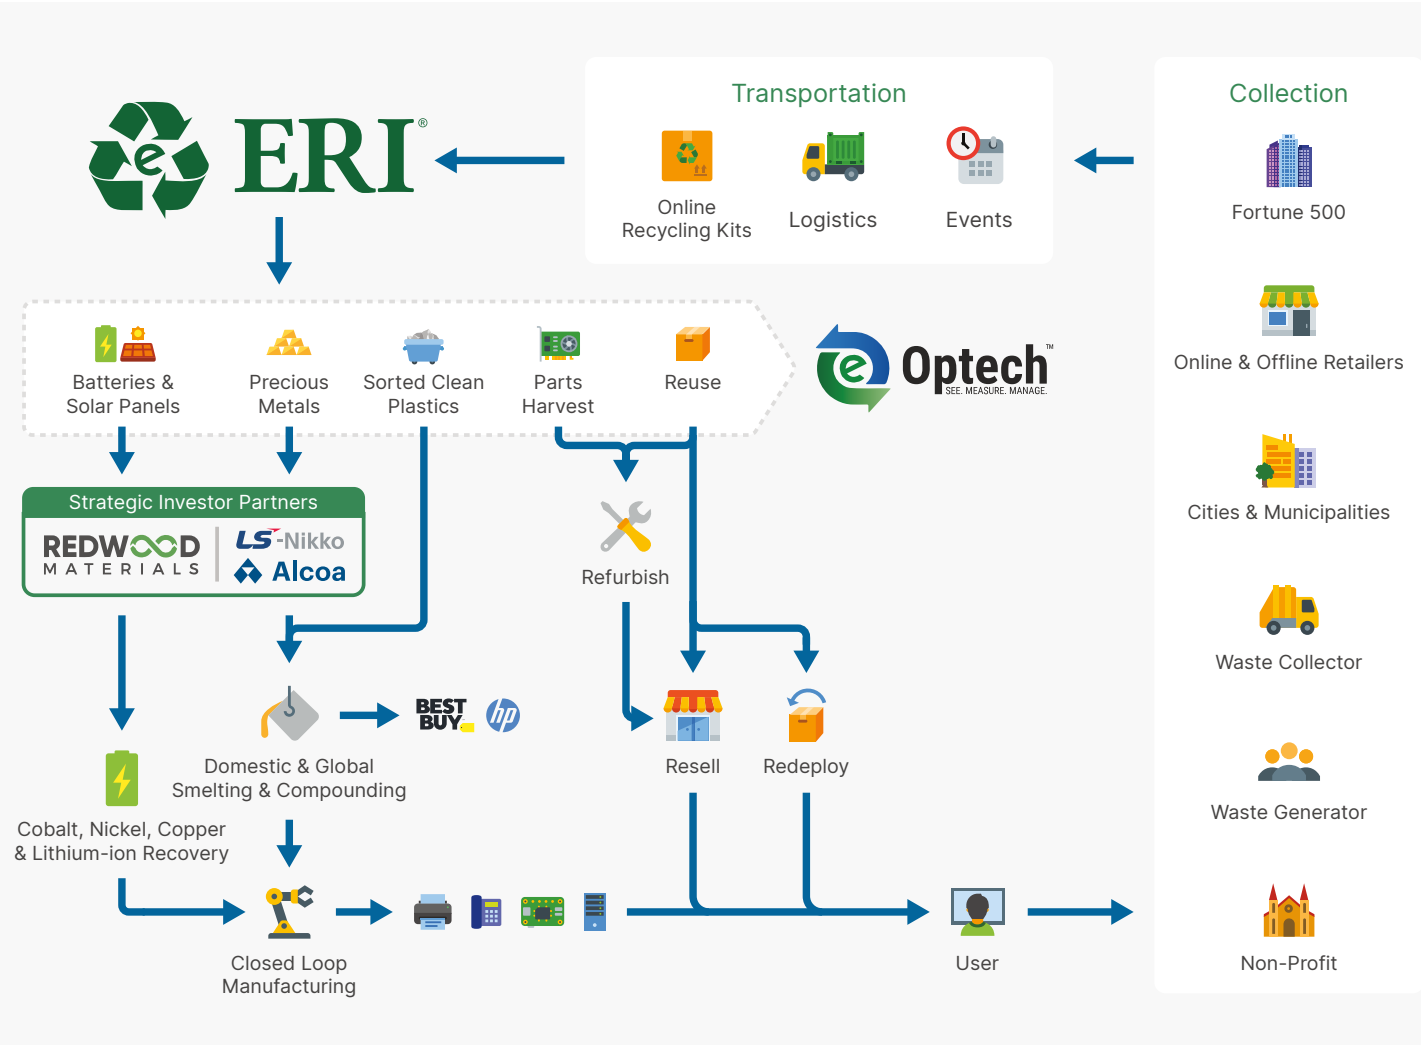 e
ERI®
Transportation
Online
Recycling Kits
Logistics
Events
Collection
Fortune 500
Online & Offline Retailers
Cities & Municipalities
Waste Collector
Waste Generator
Non-Profit
Batteries &
Solar Panels
Precious
Metals
Sorted Clean
Plastics
Parts
Harvest
Reuse
e
Optech™
SEE. MEASURE. MANAGE.
Strategic Investor Partners
REDWOOD
MATERIALS
LS-Nikko
Alcoa
Refurbish
Domestic & Global
Smelting & Compounding
BEST
BUY
hp
Resell
Redeploy
Cobalt, Nickel, Copper
& Lithium-ion Recovery
Closed Loop
Manufacturing
User